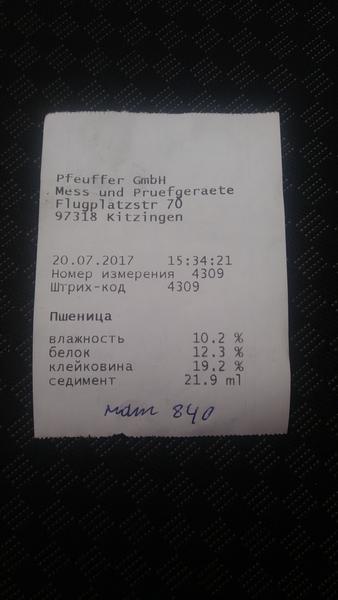 Pfeuffer GmbH
Mess und Pruefgeraete
Flugplatzstr 70
97318 Kitzingen
20.07.2017 15:34:21
Номер измерения 4309
Штрих-код 4309
Пшеница
влажность 10.2 %
белок 12.3 %
клейковина 19.2 %
седимент 21.9 ml
840